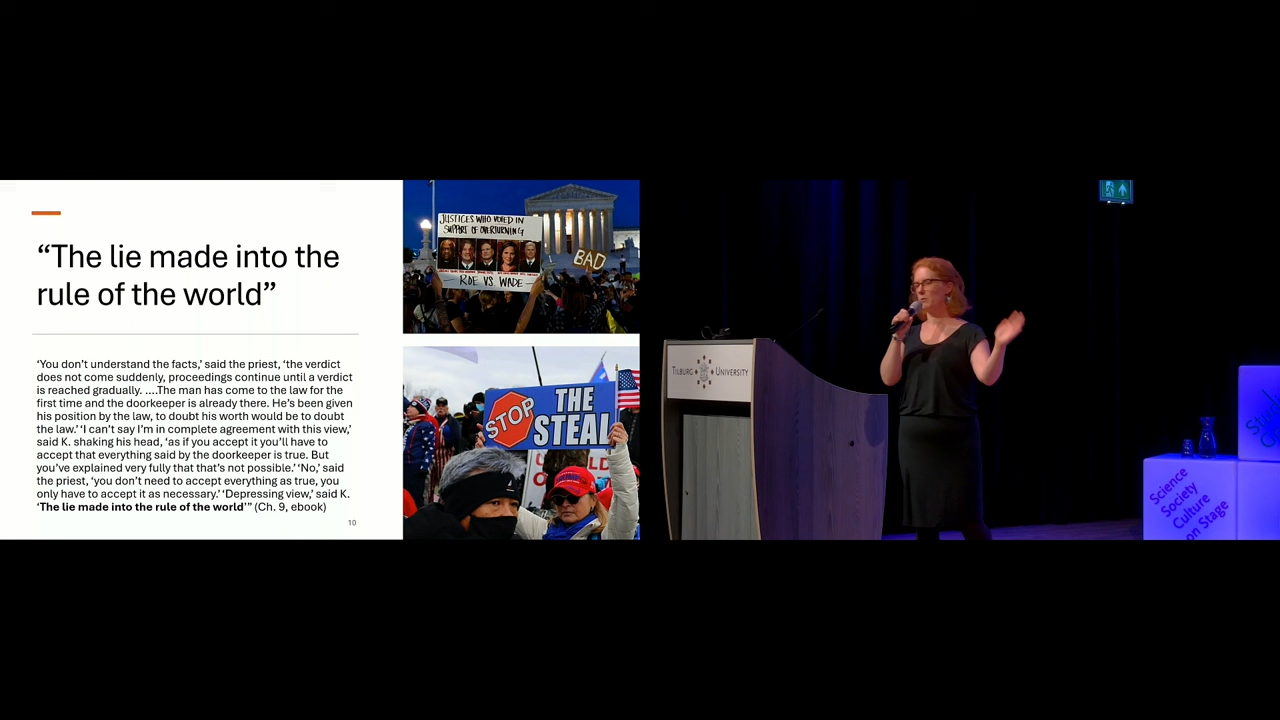 “The lie made into the
rule of the world”
‘You don’t understand the facts,’ said the priest, ‘the verdict
does not come suddenly, proceedings continue until a verdict
is reached gradually. ....The man has come to the law for the
first time and the doorkeeper is already there. He’s been given
his position by the law, to doubt his worth would be to doubt
the law.’ ‘I can’t say I’m in complete agreement with this view,’
said K. shaking his head, ‘as if you accept it you’ll have to
accept that everything said by the doorkeeper is true. But
you’ve explained very fully that that’s not possible.’ ‘No,’ said
the priest, ‘you don’t need to accept everything as true, you
only have to accept it as necessary.’ ‘Depressing view,’ said K.
‘The lie made into the rule of the world’” (Ch. 9, ebook)
10
JUSTICES WHO VOTED IN
SUPPORT OF OVERTURNING
ROE VS. WADE
BAD
STOP
THE
STEAL
TILBURG UNIVERSITY
Science
Society
Culture
on Stage